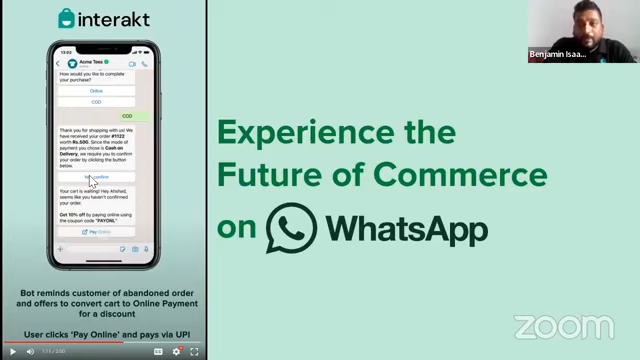 interakt
13:02
Acme Tees
How would you like to complete
your purchase?
Online
COD
COD
Thank you for shopping with us! We
have received your order #1122
worth Rs.500. Since the mode of
payment you chose is Cash on
Delivery, we require you to confirm
your order by clicking the button
below.
Yes, confirm
Your cart is waiting! Hey Afshad,
seems like you haven't confirmed
your order.
Get 10% off by paying online using
the coupon code "PAYONL"
Pay Online
Bot reminds customer of abandoned order
and offers to convert cart to Online Payment
for a discount
User clicks 'Pay Online' and pays via UPI
1:11 / 2:00
Experience the
Future of Commerce
on WhatsApp
Benjamin Isaa...
zoom